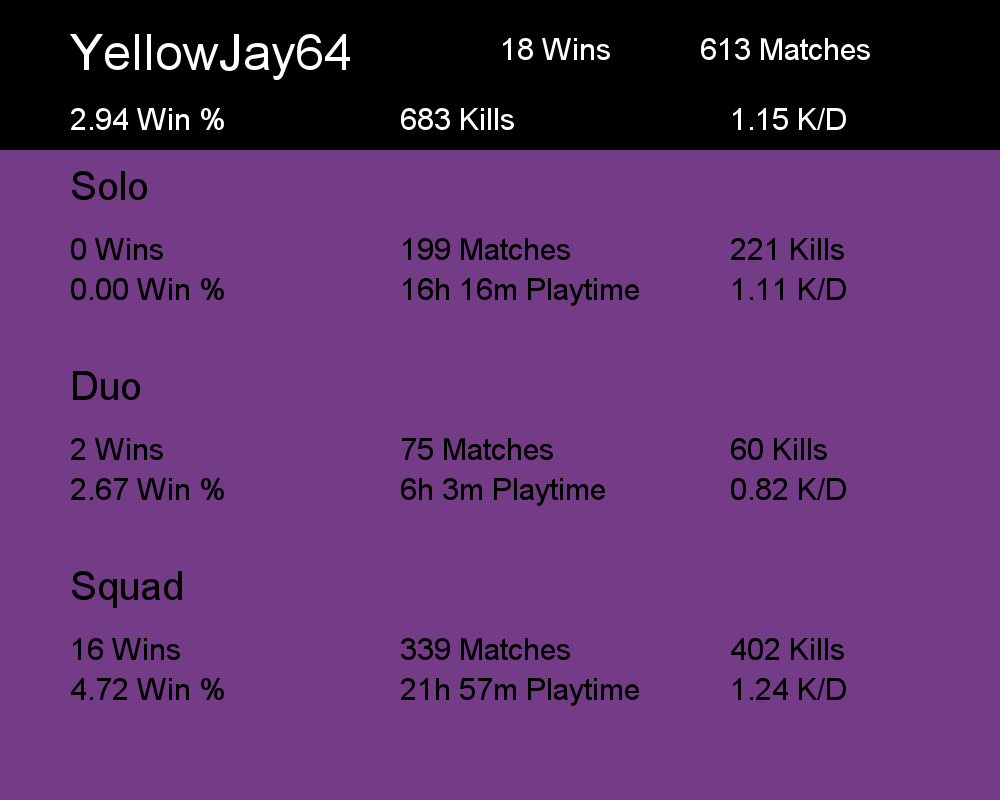 YellowJay64 18 Wins 613 Matches
2.94 Win % 683 Kills 1.15 K/D
Solo
0 Wins 199 Matches 221 Kills
0.00 Win % 16h 16m Playtime 1.11 K/D
Duo
2 Wins 75 Matches 60 Kills
2.67 Win % 6h 3m Playtime 0.82 K/D
Squad
16 Wins 339 Matches 402 Kills
4.72 Win % 21h 57m Playtime 1.24 K/D